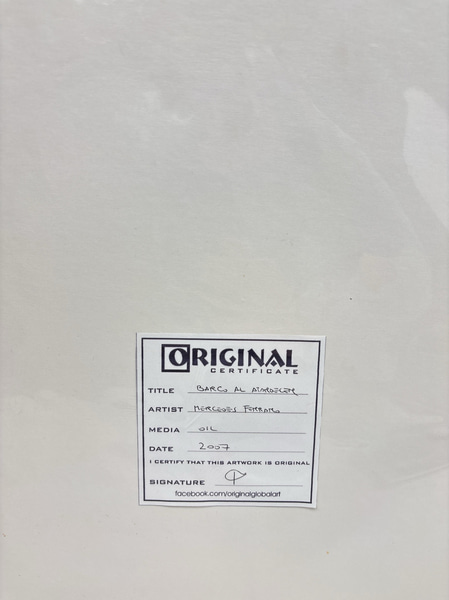 ORIGINAL
CERTIFICATE
TITLE BARCO AL
ARTIST MERCEDES FERRARO
MEDIA OIL
DATE 2007
I CERTIFY THAT THIS ARTWORK IS ORIGINAL
SIGNATURE
facebook.com/originalglobalart